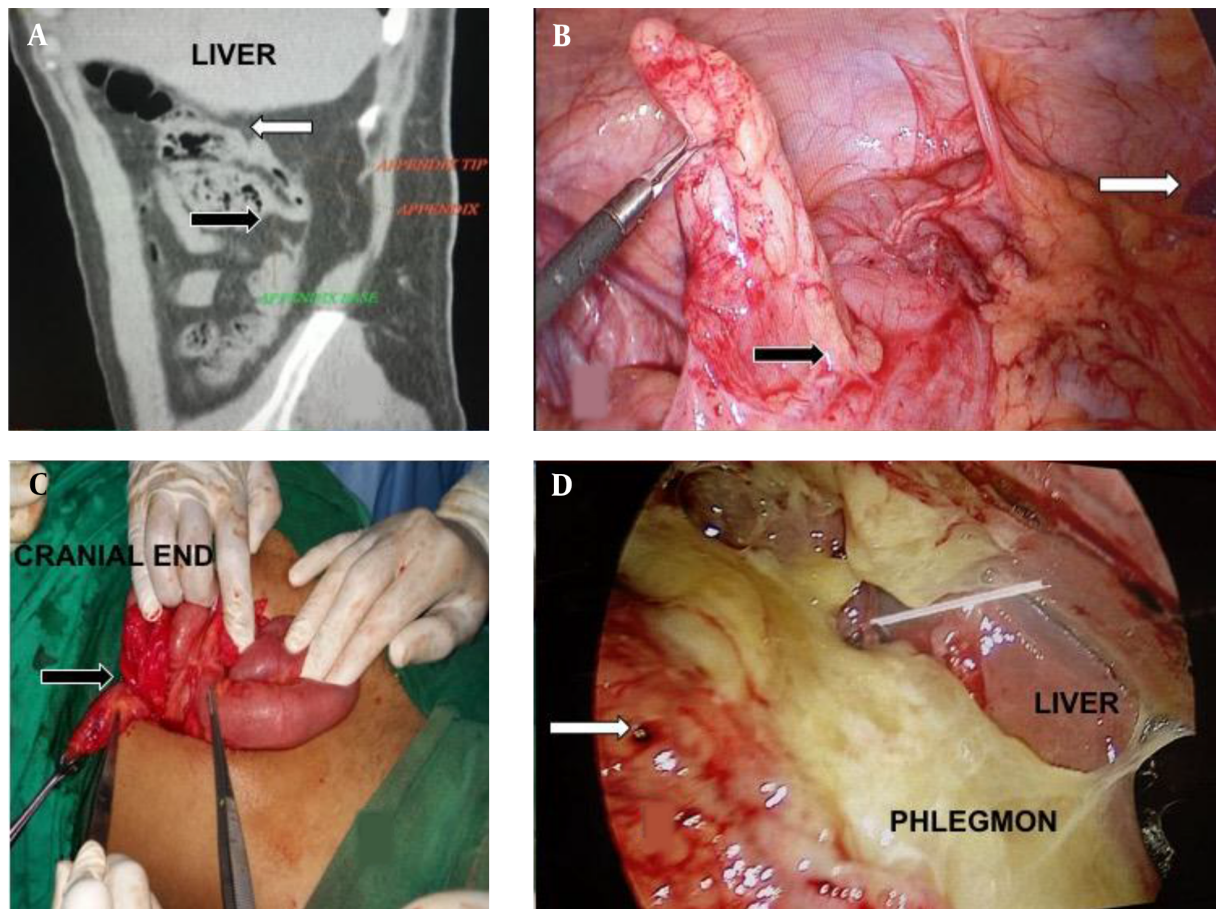 A
LIVER
APPENDIX TIP
APPENDIX
APPENDIX BASE
B
C
CRANIAL END
D
LIVER
PHLEGMON